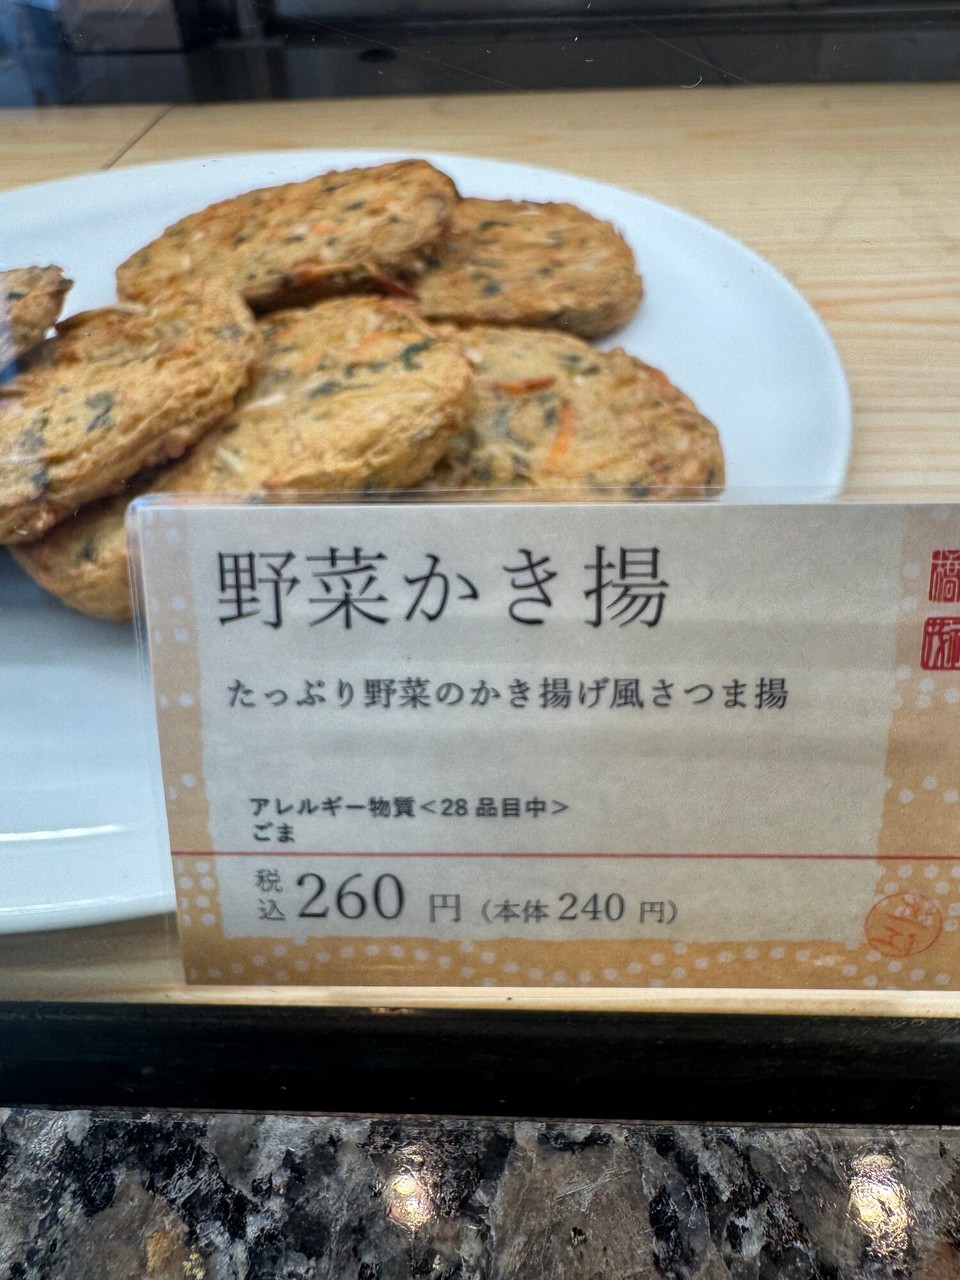 野菜かき揚
たっぷり野菜のかき揚げ風さつま揚
アレルギー物質<28 品目中>
ごま
税込 260 円 (本体 240 円)